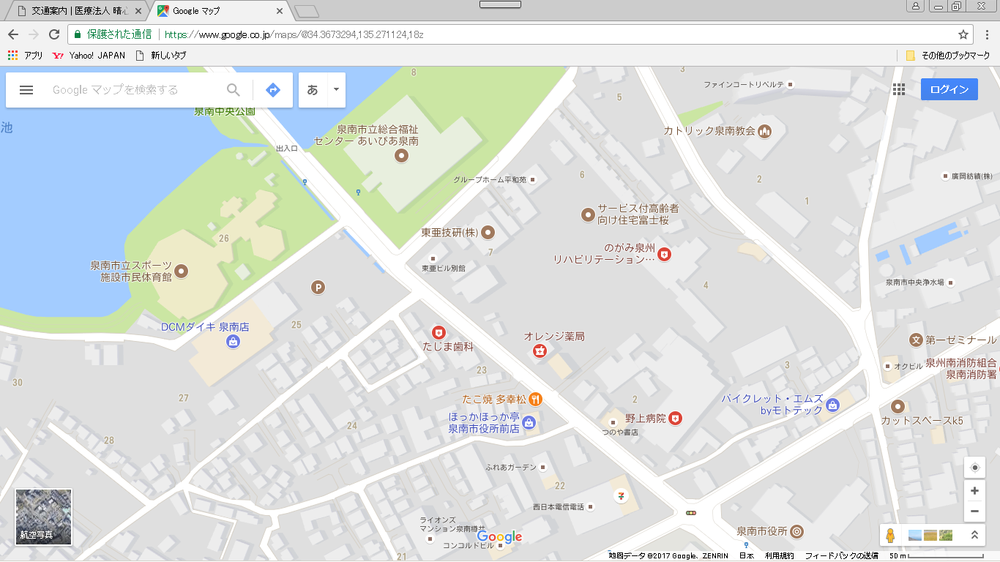 交通案内 | 医療法人 晴心
Google マップ
保護された通信
https://www.google.co.jp/maps/@34.3673294,135.271124,18z
アプリ
Yahoo! JAPAN
新しいタブ
その他のブックマーク
Google マップを検索する
あ
ログイン
8
3
5
ファインコートリベルテ
泉南中央公園
池
泉南市立総合福祉
センター あいぴあ泉南
カトリック泉南教会
出入口
グループホーム平和苑
6
2
廣岡紡績(株)
1
サービス付高齢者
向け住宅富士桜
東亜技研(株)
26
7
のがみ泉州
リハビリテーション…
東亜ビル別館
泉南市立スポーツ
施設市民体育館
P
4
泉南市中央浄水場
DCMダイキ 泉南店
25
たじま歯科
オレンジ薬局
文
第一ゼミナール
オクビル
泉州南消防組合
泉南消防署
3
23
30
27
たこ焼 多幸松
2
バイクレット・エムズ
byモトテック
ほっかほっか亭
泉南市役所前店
野上病院
つのや書店
カットスペースk5
24
28
ふれあガーデン
22
7
西日本電信電話
航空写真
ライオンズ
マンション泉南樽井
コンコルドビル
Google
泉南市役所
21
地図データ ©2017 Google、ZENRIN
日本
利用規約
フィードバックの送信
50 m